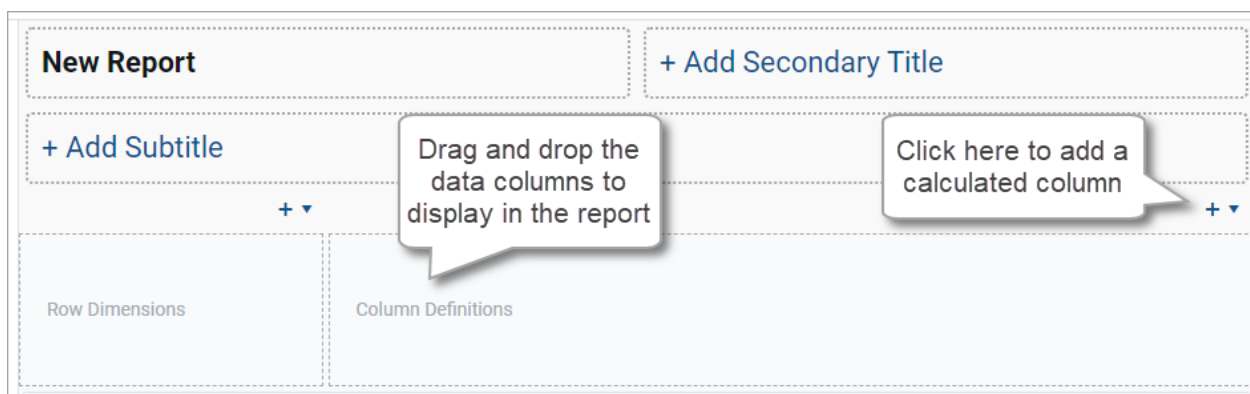 New Report
+ Add Secondary Title
+ Add Subtitle
Drag and drop the
data columns to
display in the report
Click here to add a
calculated column
+
+
Row Dimensions
Column Definitions